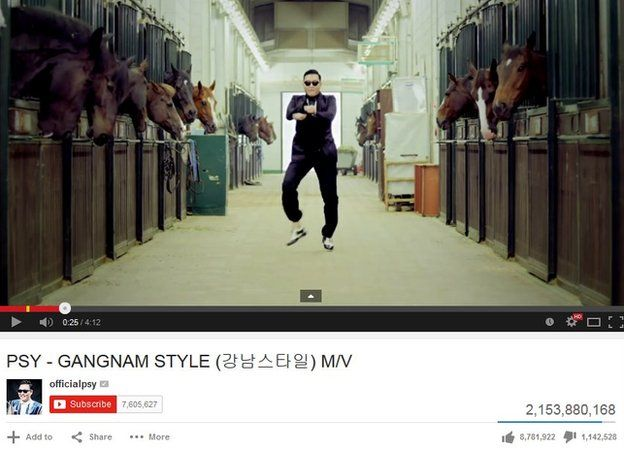 HD
0:25 / 4:12
PSY - GANGNAM STYLE (강남스타일) M/V
officialpsy
Subscribe 7,605,627
2,153,880,168
Add to Share More 8,781,922 1,142,528